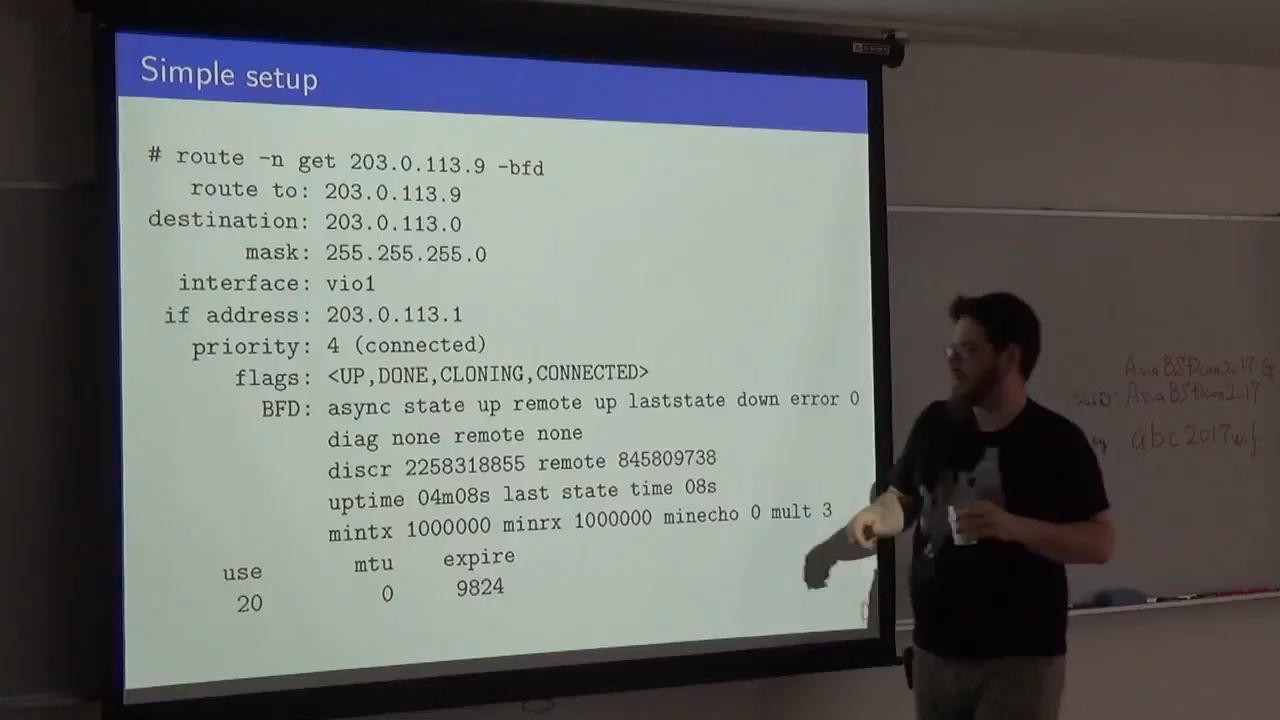 Simple setup
# route -n get 203.0.113.9 -bfd
route to: 203.0.113.9
destination: 203.0.113.0
mask: 255.255.255.0
interface: vio1
if address: 203.0.113.1
priority: 4 (connected)
flags: <UP,DONE,CLONING,CONNECTED>
BFD: async state up remote up laststate down error 0
diag none remote none
discr 2258318855 remote 845809738
uptime 04m08s last state time 08s
mintx 1000000 minrx 1000000 minecho 0 mult 3
use mtu expire
20 0 9824
AsiaBSDcon2017
SSID: AsiaBSDcon2017
abc2017wif